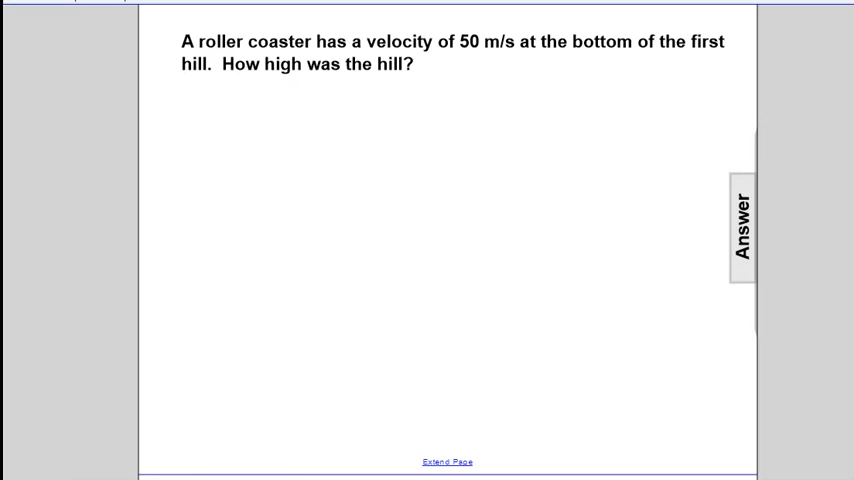 A roller coaster has a velocity of 50 m/s at the bottom of the first
hill. How high was the hill?
Answer
Extend Page